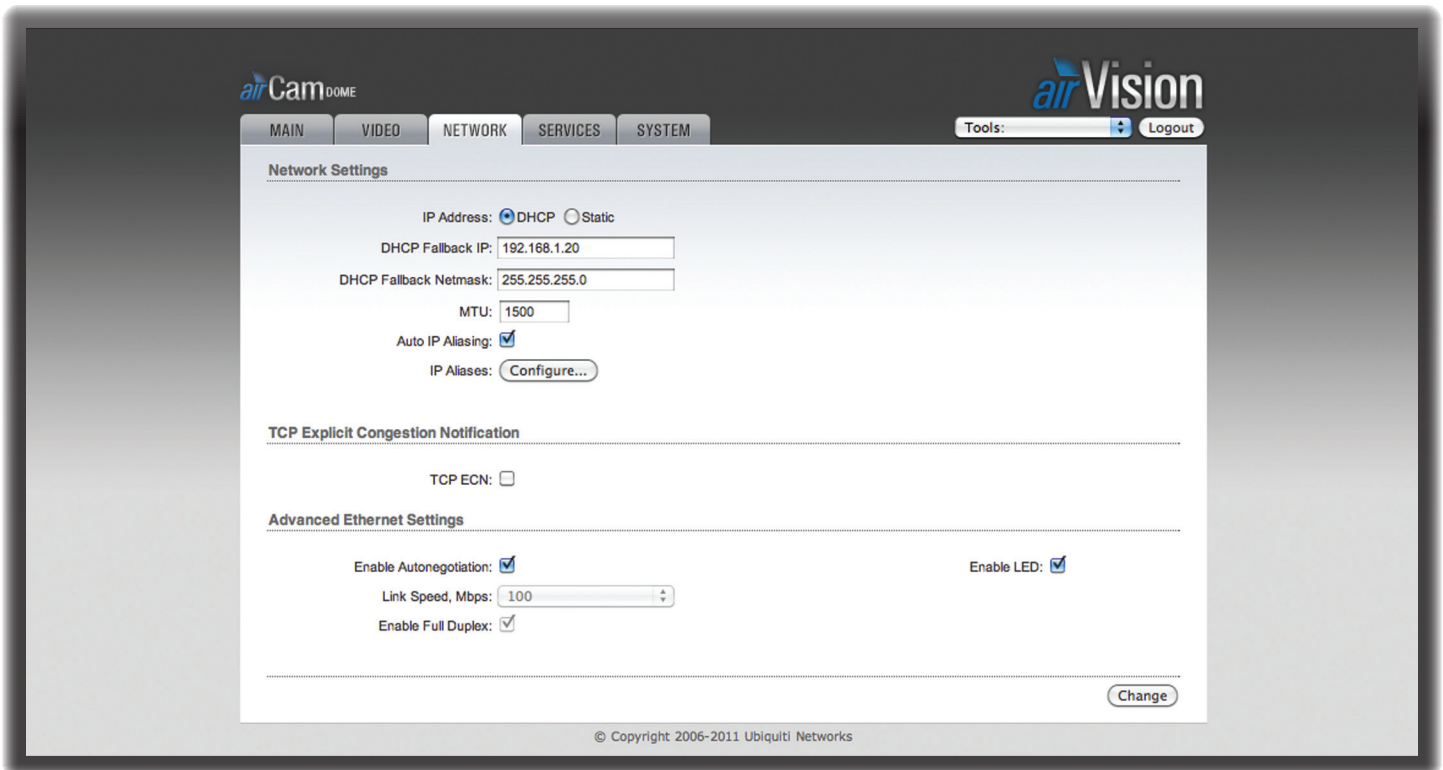 airCam DOME
airVision
MAIN VIDEO NETWORK SERVICES SYSTEM
Tools: Logout
Network Settings
IP Address: DHCP Static
DHCP Fallback IP: 192.168.1.20
DHCP Fallback Netmask: 255.255.255.0
MTU: 1500
Auto IP Aliasing:
IP Aliases: Configure...
TCP Explicit Congestion Notification
TCP ECN:
Advanced Ethernet Settings
Enable Autonegotiation: Enable LED:
Link Speed, Mbps: 100
Enable Full Duplex:
Change
© Copyright 2006-2011 Ubiquiti Networks